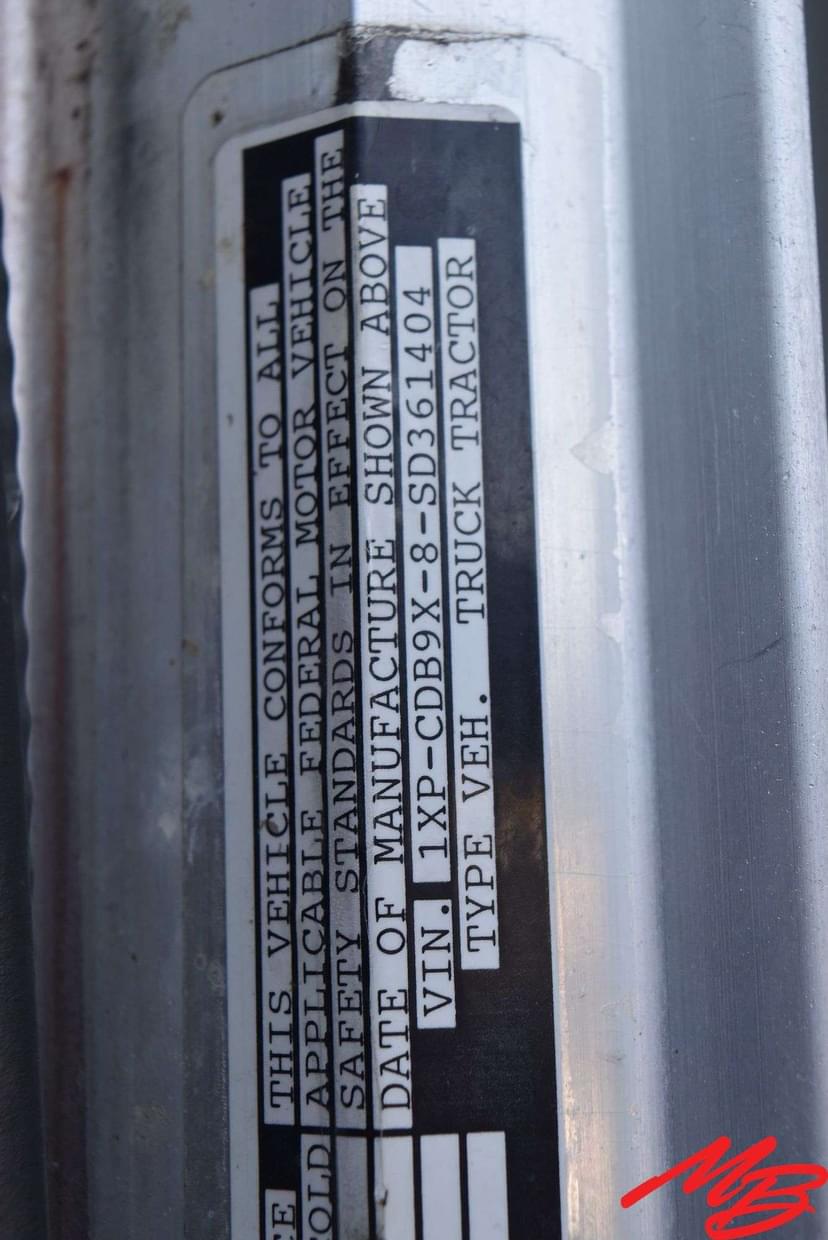 THIS VEHICLE CONFORMS TO ALL
APPLICABLE FEDERAL MOTOR VEHICLE
SAFETY STANDARDS IN EFFECT ON THE
DATE OF MANUFACTURE SHOWN ABOVE
VIN. 1XP-CDB9X-8-SD361404
TYPE VEH. TRUCK TRACTOR
MB